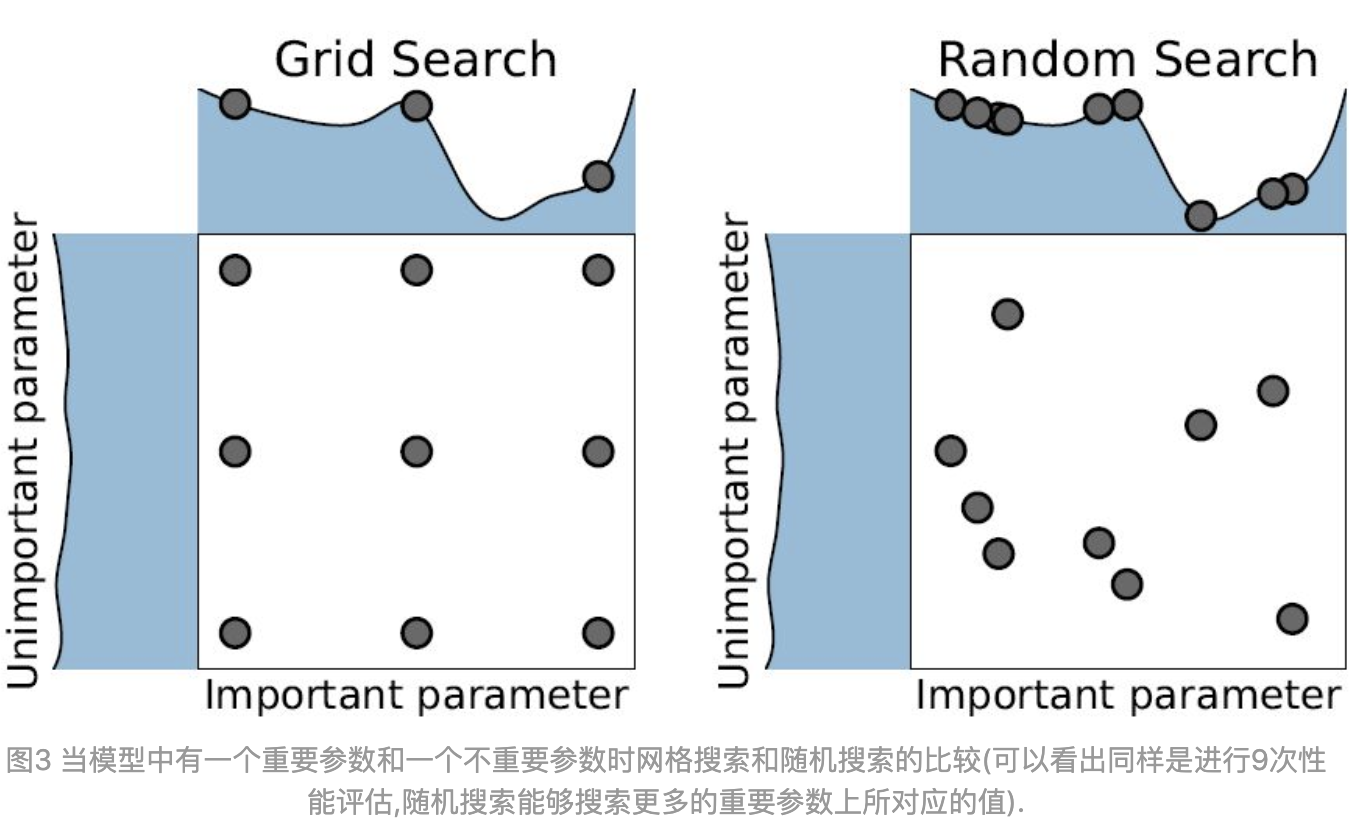 Grid Search
Random Search
Unimportant parameter
Important parameter
Unimportant parameter
Important parameter
图3 当模型中有一个重要参数和一个不重要参数时网格搜索和随机搜索的比较(可以看出同样是进行9次性
能评估,随机搜索能够搜索更多的重要参数上所对应的值).